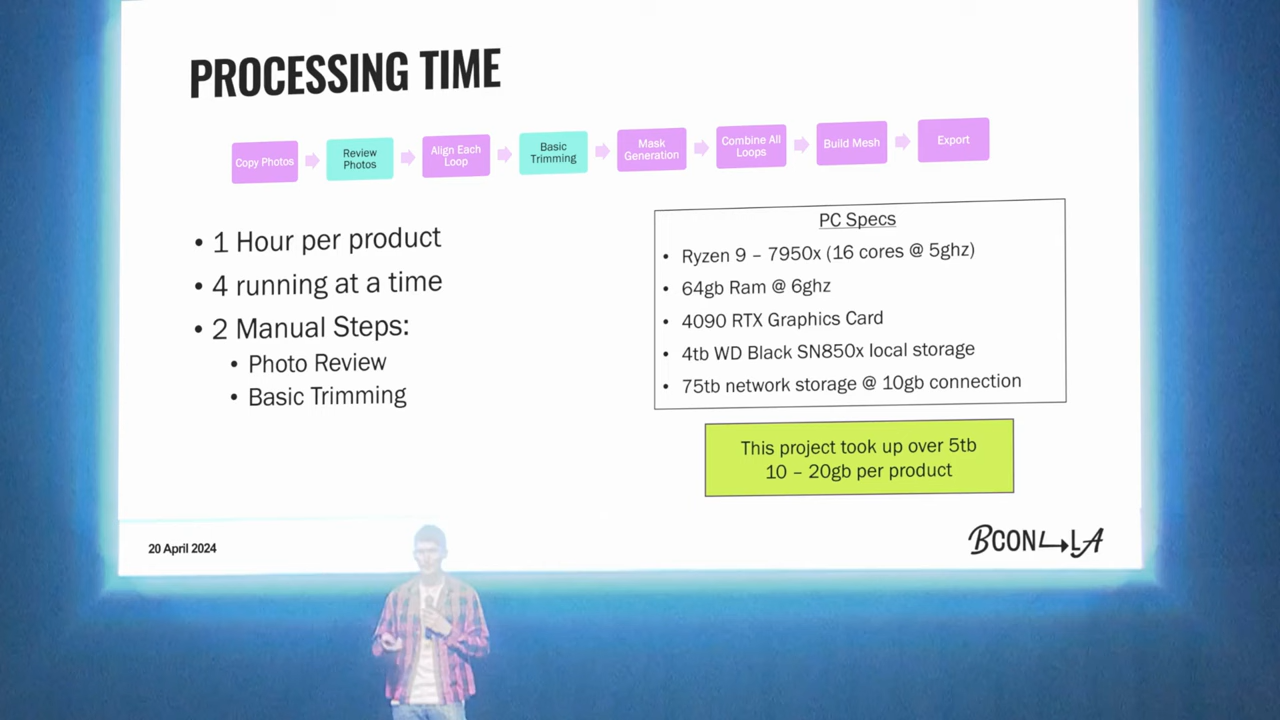 PROCESSING TIME
Copy Photos
Review
Photos
Align Each
Loop
Basic
Trimming
Mask
Generation
Combine All
Loops
Build Mesh
Export
• 1 Hour per product
• 4 running at a time
• 2 Manual Steps:
• Photo Review
• Basic Trimming
PC Specs
• Ryzen 9 – 7950x (16 cores @ 5ghz)
• 64gb Ram @ 6ghz
• 4090 RTX Graphics Card
• 4tb WD Black SN850x local storage
• 75tb network storage @ 10gb connection
This project took up over 5tb
10 – 20gb per product
20 April 2024
BCON LA